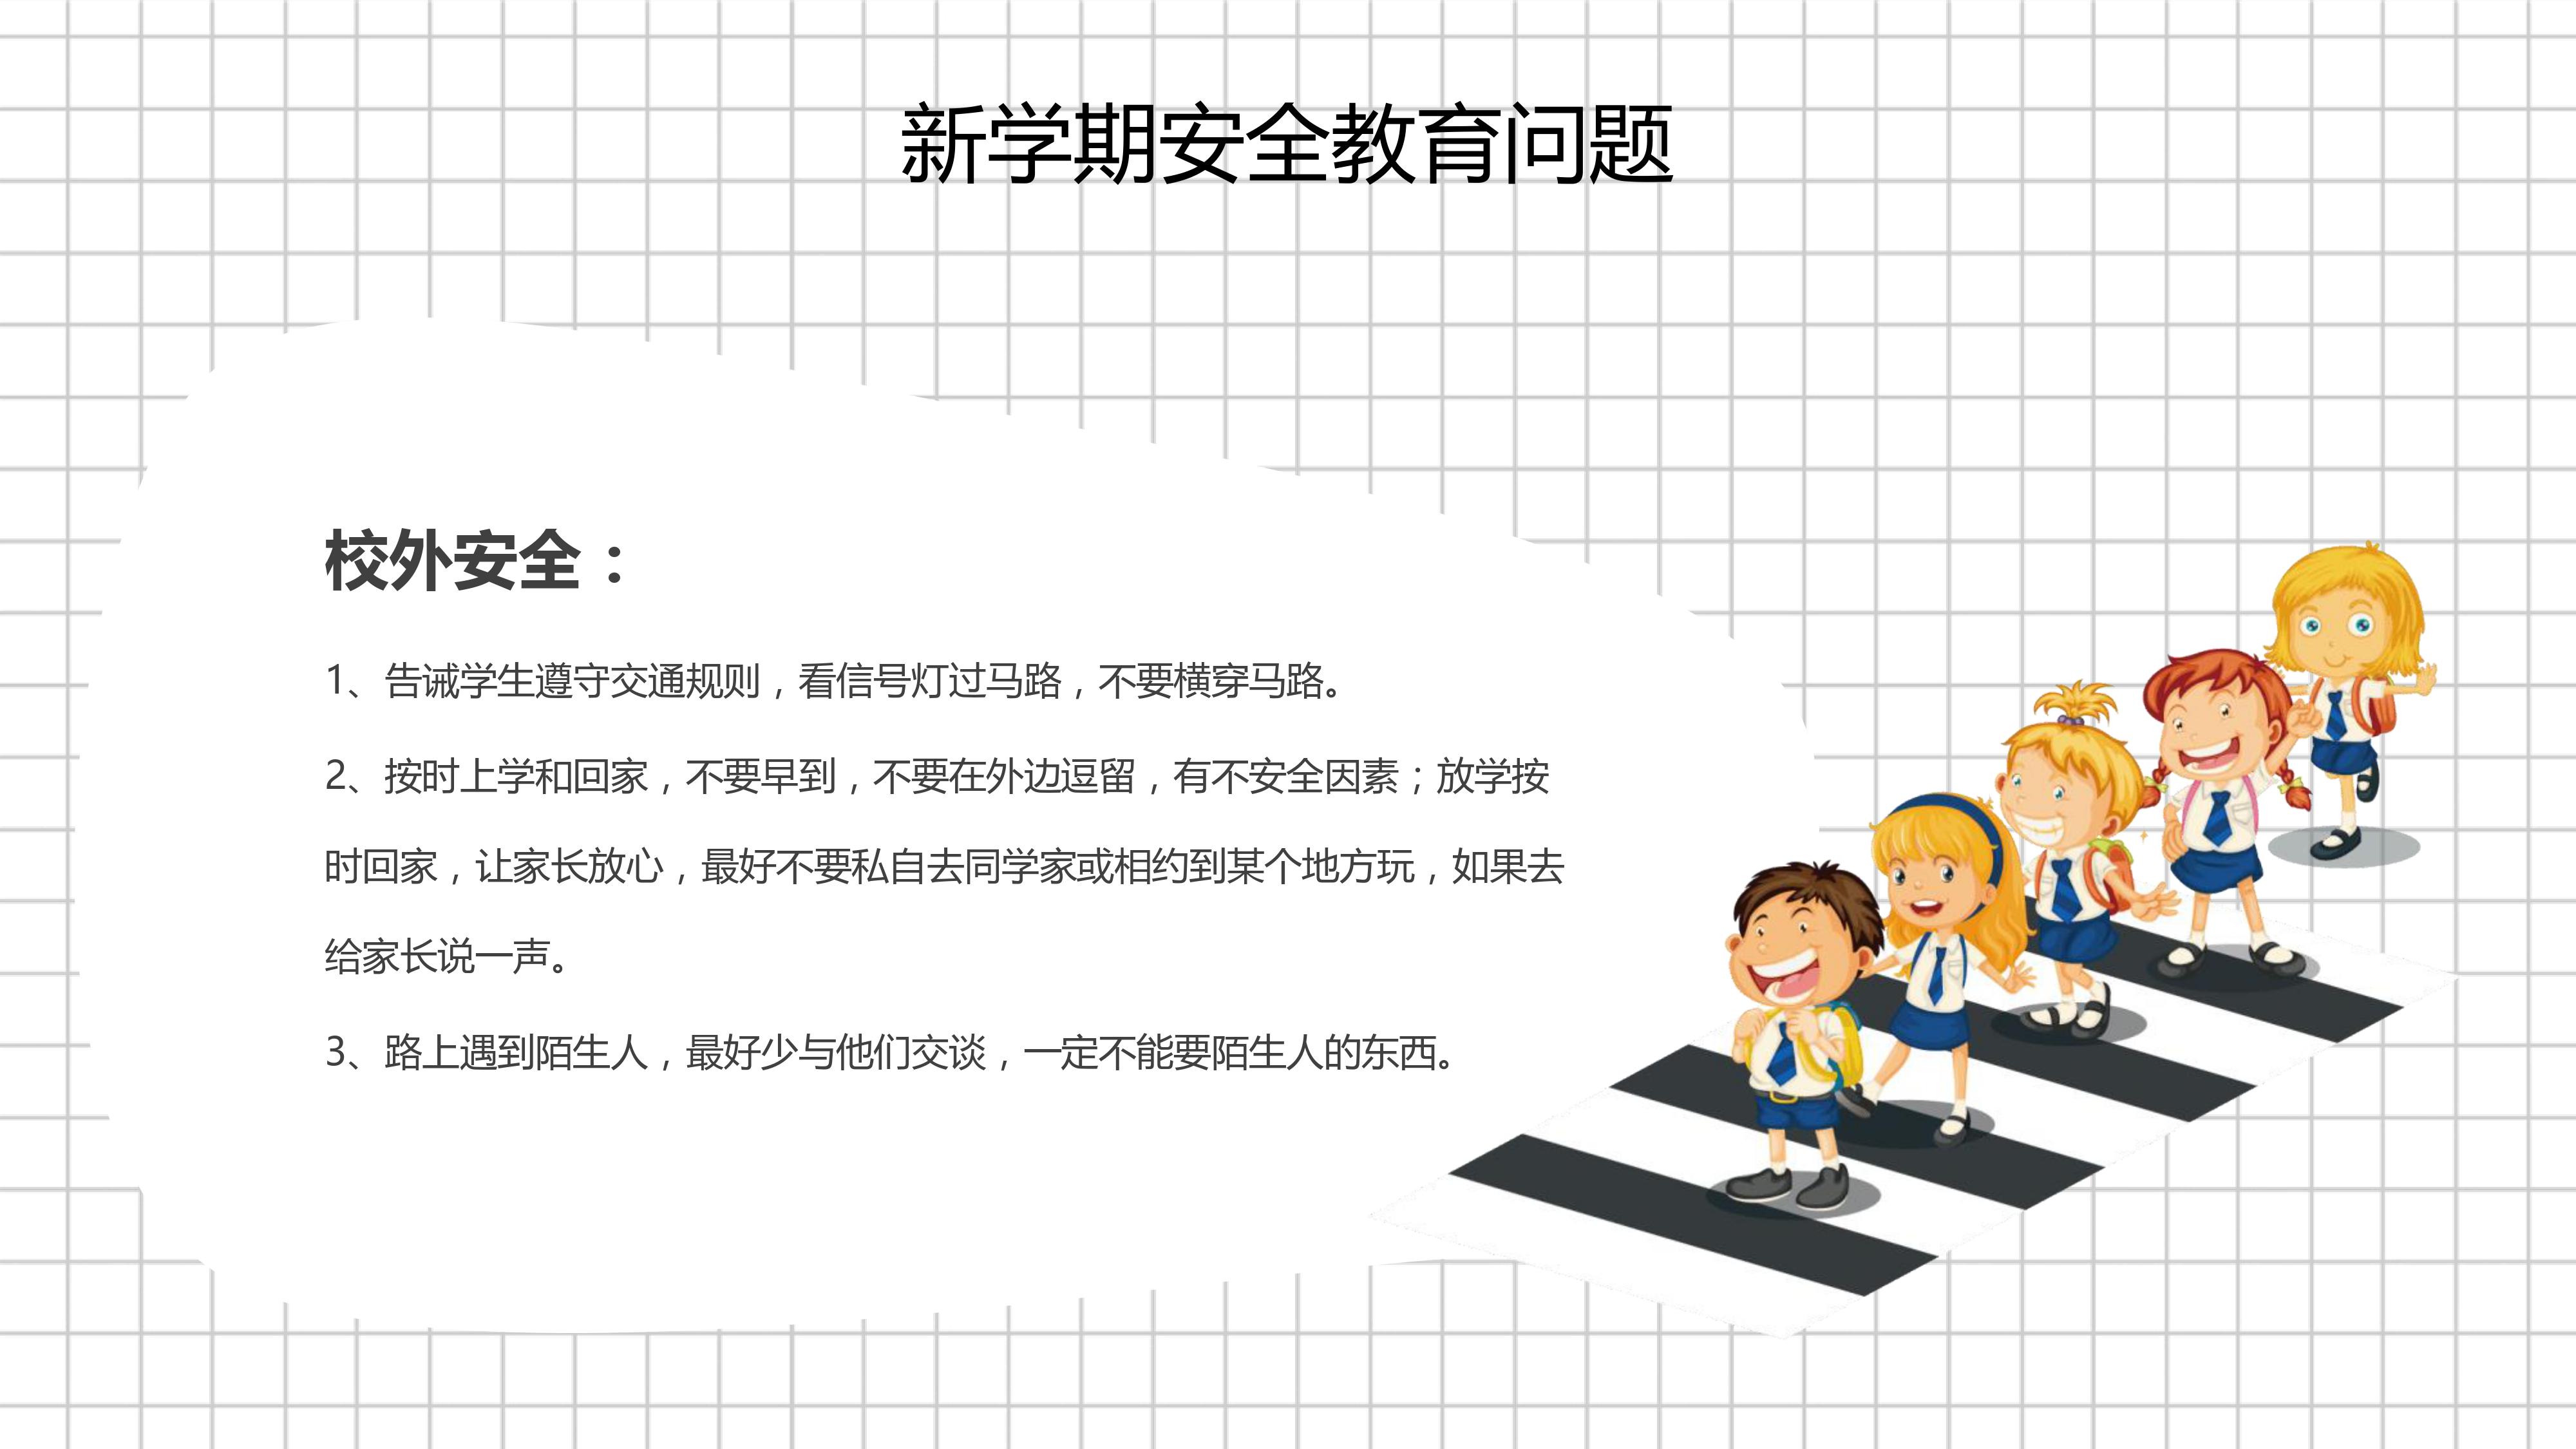 新学期安全教育问题
校外安全：
1、告诫学生遵守交通规则，看信号灯过马路，不要横穿马路。
2、按时上学和回家，不要早到，不要在外边逗留，有不安全因素；放学按
时回家，让家长放心，最好不要私自去同学家或相约到某个地方玩，如果去
给家长说一声。
3、路上遇到陌生人，最好少与他们交谈，一定不能要陌生人的东西。